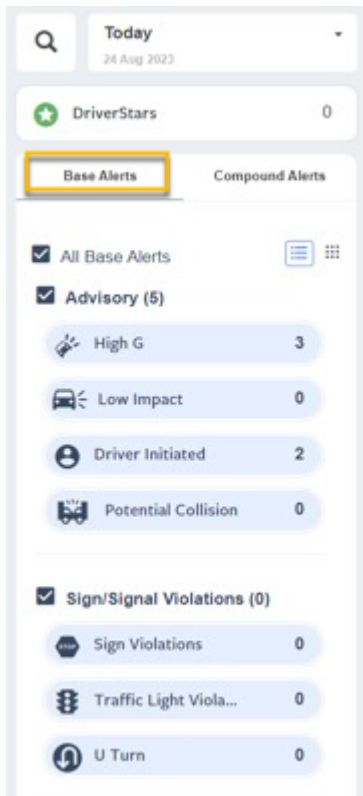 Today
24 Aug 2023
DriverStars 0
Base Alerts Compound Alerts
All Base Alerts
Advisory (5)
High G 3
Low Impact 0
Driver Initiated 2
Potential Collision 0
Sign/Signal Violations (0)
STOP Sign Violations 0
Traffic Light Viola... 0
U Turn 0